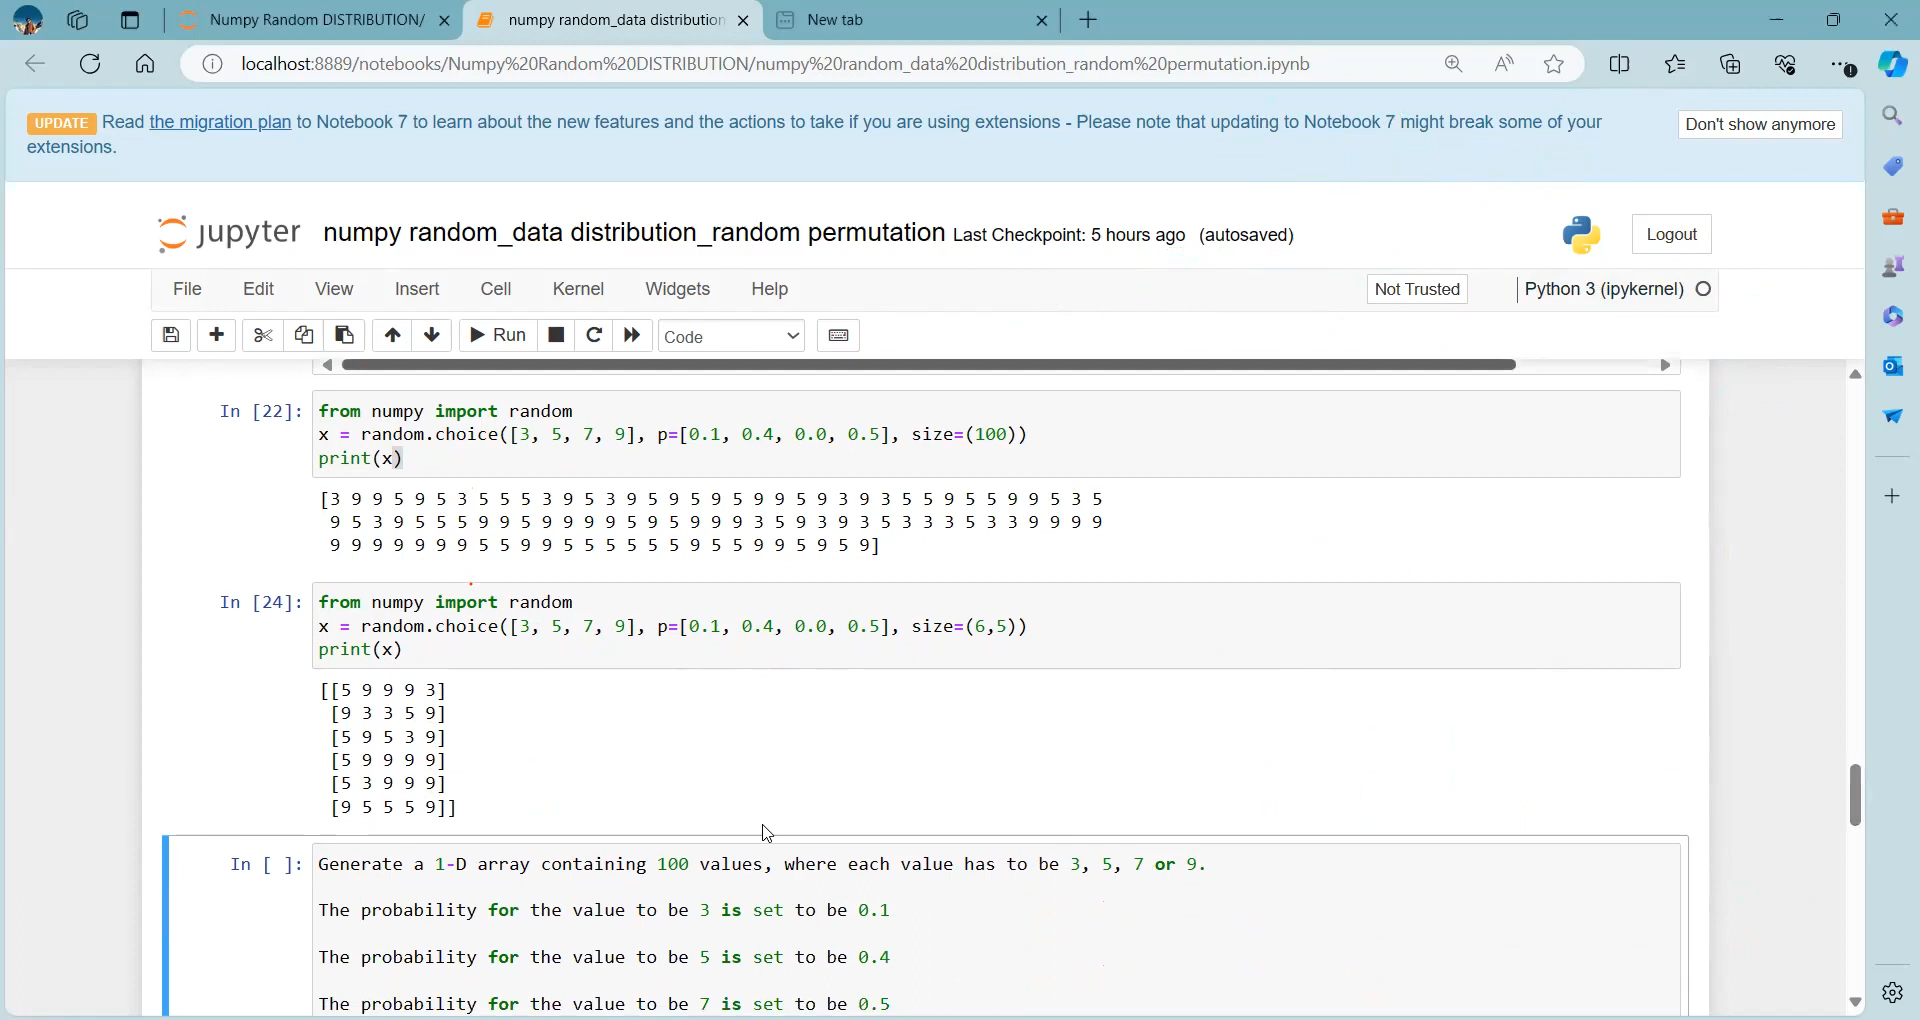 Numpy Random DISTRIBUTION/
numpy random_data distribution
New tab
localhost:8889/notebooks/Numpy%20Random%20DISTRIBUTION/numpy%20random_data%20distribution_random%20permutation.ipynb
UPDATE Read the migration plan to Notebook 7 to learn about the new features and the actions to take if you are using extensions - Please note that updating to Notebook 7 might break some of your
extensions.
Don't show anymore
jupyter numpy random_data distribution_random permutation Last Checkpoint: 5 hours ago (autosaved)
Logout
File Edit View Insert Cell Kernel Widgets Help
Not Trusted
Python 3 (ipykernel)
Run
Code
In [22]: from numpy import random
x = random.choice([3, 5, 7, 9], p=[0.1, 0.4, 0.0, 0.5], size=(100))
print(x)
[3 9 9 5 9 5 3 5 5 5 3 9 5 3 9 5 9 5 9 5 9 9 5 9 3 9 3 5 5 9 5 5 9 9 5 3 5
9 5 3 9 5 5 5 9 9 5 9 9 9 9 5 9 5 9 9 9 3 5 9 3 9 3 5 3 3 3 5 3 3 9 9 9 9
9 9 9 9 9 9 9 5 5 9 9 5 5 5 5 5 5 9 5 5 9 9 5 9 5 9]
In [24]: from numpy import random
x = random.choice([3, 5, 7, 9], p=[0.1, 0.4, 0.0, 0.5], size=(6,5))
print(x)
[[5 9 9 9 3]
[9 3 3 5 9]
[5 9 5 3 9]
[5 9 9 9 9]
[5 3 9 9 9]
[9 5 5 5 9]]
In [ ]: Generate a 1-D array containing 100 values, where each value has to be 3, 5, 7 or 9.
The probability for the value to be 3 is set to be 0.1
The probability for the value to be 5 is set to be 0.4
The probability for the value to be 7 is set to be 0.5